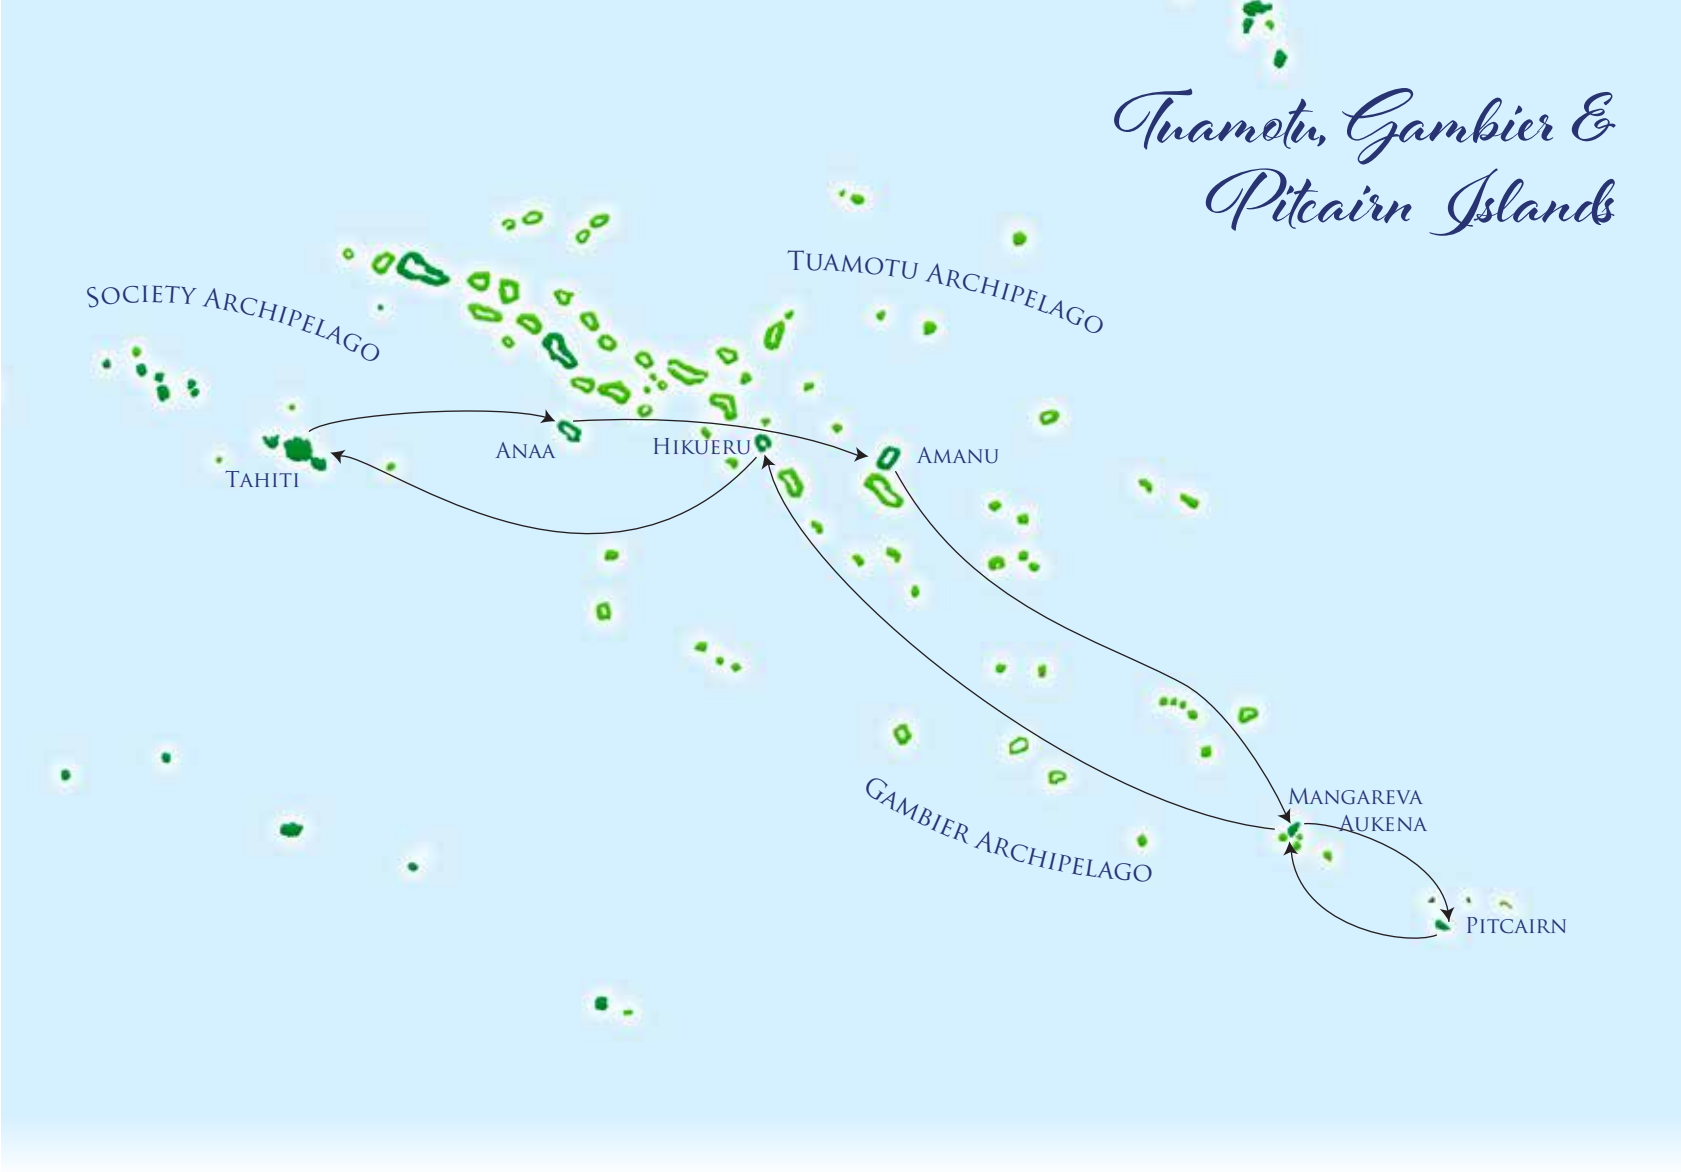 Tuamotu, Gambier &
Pitcairn Islands
Tuamotu Archipelago
Society Archipelago
Anaa
Hikueru
Amanu
Tahiti
Mangareva
Aukena
Gambier Archipelago
Pitcairn